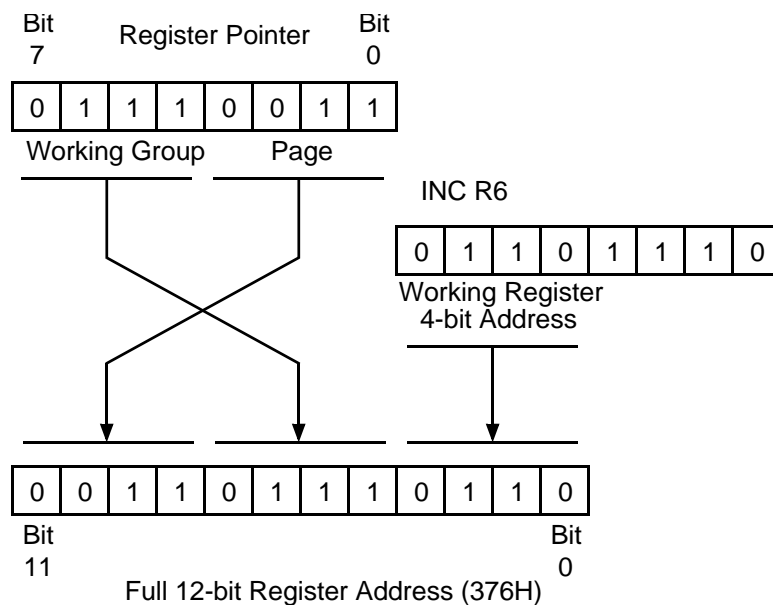 Bit Register Pointer Bit
7 0
0 1 1 1 0 0 1 1
Working Group Page
INC R6
0 1 1 0 1 1 1 0
Working Register
4-bit Address
0 0 1 1 0 1 1 1 0 1 1 0
Bit Bit
11 0
Full 12-bit Register Address (376H)